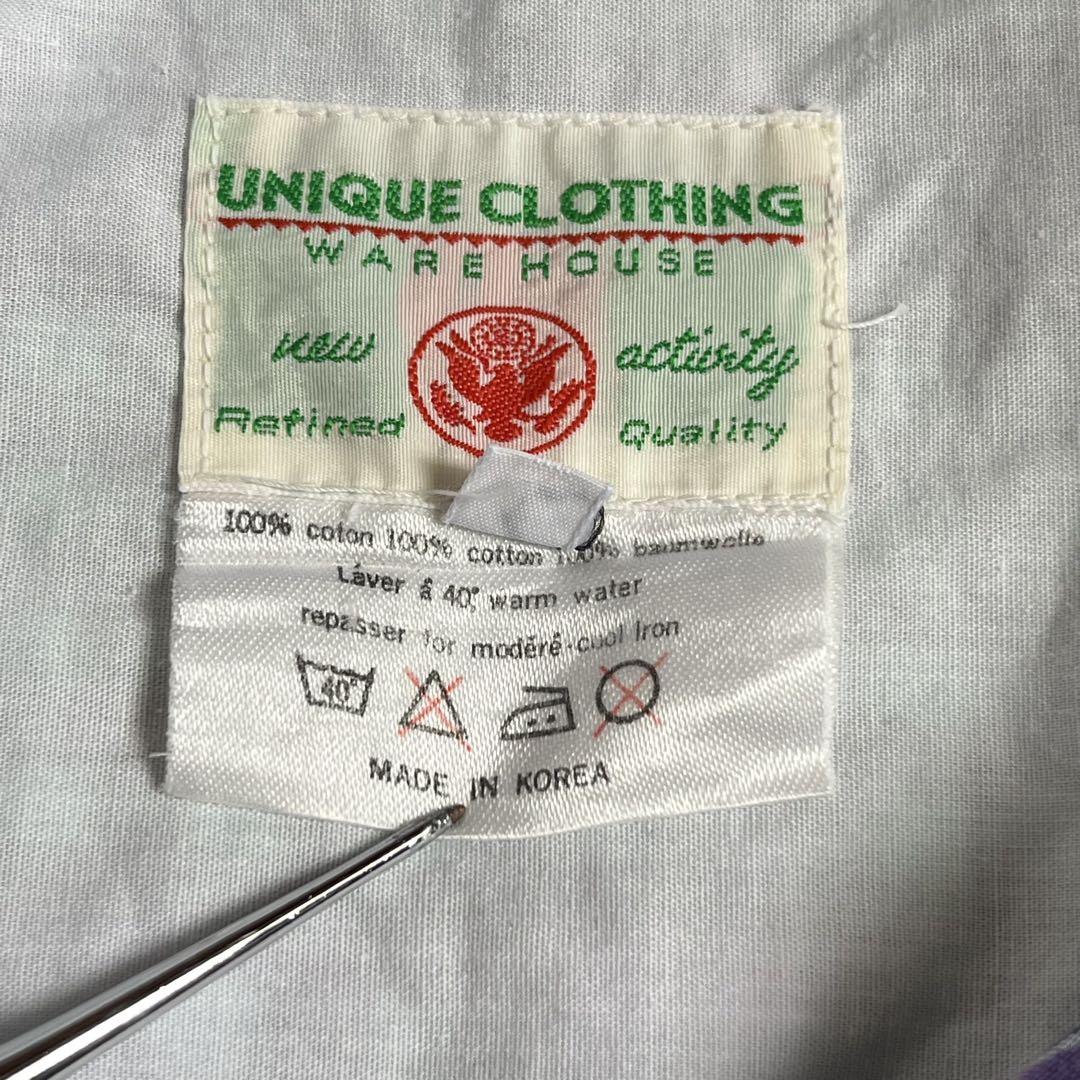 UNIQUE CLOTHING
WARE HOUSE
new activity
Refined Quality
100% coton 100% cotton 100% baumwolle
Láver â 40°, warm water
repasser for modéré-cool Iron
40°
MADE IN KOREA